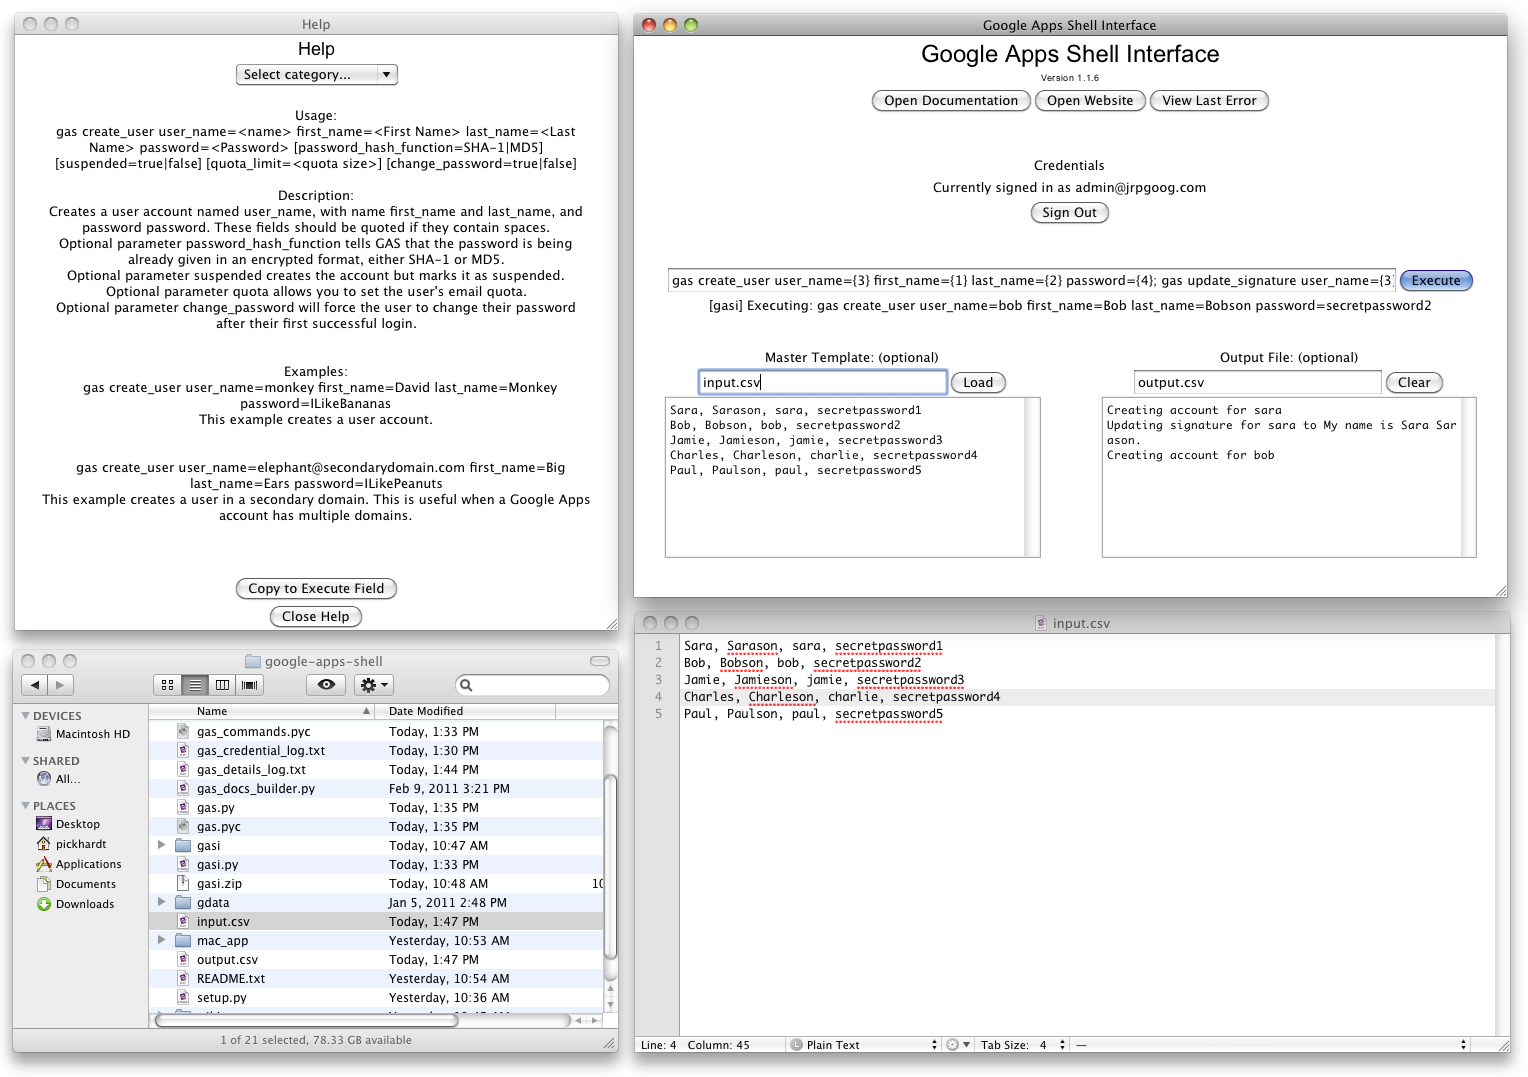 Help
Help
Select category...
Usage:
gas create_user user_name=<name> first_name=<First Name> last_name=<Last
Name> password=<Password> [password_hash_function=SHA-1|MD5]
[suspended=true|false] [quota_limit=<quota size>] [change_password=true|false]
Description:
Creates a user account named user_name, with name first_name and last_name, and
password password. These fields should be quoted if they contain spaces.
Optional parameter password_hash_function tells GAS that the password is being
already given in an encrypted format, either SHA-1 or MD5.
Optional parameter suspended creates the account but marks it as suspended.
Optional parameter quota allows you to set the user's email quota.
Optional parameter change_password will force the user to change their password
after their first successful login.
Examples:
gas create_user user_name=monkey first_name=David last_name=Monkey
password=ILikeBananas
This example creates a user account.
gas create_user user_name=elephant@secondarydomain.com first_name=Big
last_name=Ears password=ILikePeanuts
This example creates a user in a secondary domain. This is useful when a Google Apps
account has multiple domains.
Copy to Execute Field
Close Help
Google Apps Shell Interface
Google Apps Shell Interface
Version 1.1.6
Open Documentation Open Website View Last Error
Credentials
Currently signed in as admin@jrpgoog.com
Sign Out
gas create_user user_name={3} first_name={1} last_name={2} password={4}; gas update_signature user_name={3} Execute
[gasi] Executing: gas create_user user_name=bob first_name=Bob last_name=Bobson password=secretpassword2
Master Template: (optional)
input.csv Load
Sara, Sarason, sara, secretpassword1
Bob, Bobson, bob, secretpassword2
Jamie, Jamieson, jamie, secretpassword3
Charles, Charleson, charlie, secretpassword4
Paul, Paulson, paul, secretpassword5
Output File: (optional)
output.csv Clear
Creating account for sara
Updating signature for sara to My name is Sara Sar
ason.
Creating account for bob
google-apps-shell
DEVICES
Macintosh HD
SHARED
All...
PLACES
Desktop
pickhardt
Applications
Documents
Downloads
Name Date Modified
gas_commands.pyc Today, 1:33 PM
gas_credential_log.txt Today, 1:30 PM
gas_details_log.txt Today, 1:44 PM
gas_docs_builder.py Feb 9, 2011 3:21 PM
gas.py Today, 1:35 PM
gas.pyc Today, 1:35 PM
gasi Today, 10:47 AM
gasi.py Today, 1:33 PM
gasi.zip Today, 10:48 AM 10
gdata Jan 5, 2011 2:48 PM
input.csv Today, 1:47 PM
mac_app Yesterday, 10:53 AM
output.csv Today, 1:47 PM
README.txt Yesterday, 10:54 AM
setup.py Yesterday, 10:36 AM
1 of 21 selected, 78.33 GB available
input.csv
1 Sara, Sarason, sara, secretpassword1
2 Bob, Bobson, bob, secretpassword2
3 Jamie, Jamieson, jamie, secretpassword3
4 Charles, Charleson, charlie, secretpassword4
5 Paul, Paulson, paul, secretpassword5
Line: 4 Column: 45 L Plain Text Tab Size: 4 —